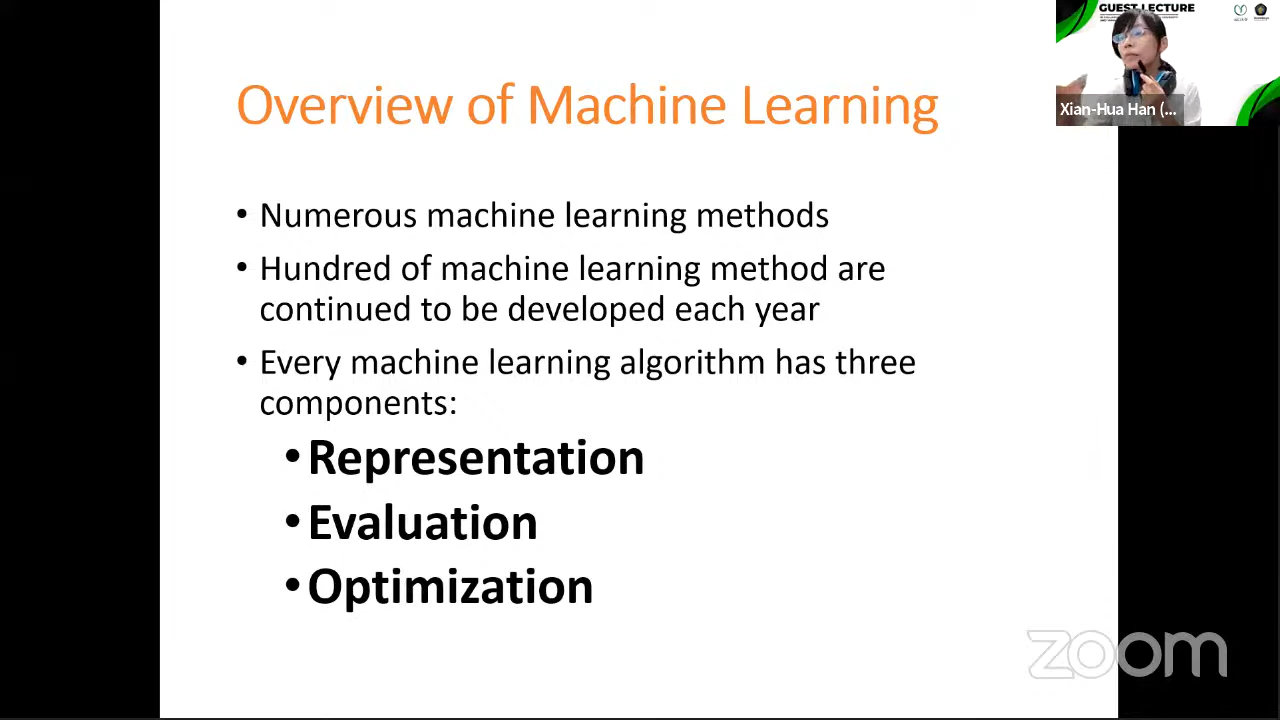 Overview of Machine Learning
• Numerous machine learning methods
• Hundred of machine learning method are
continued to be developed each year
• Every machine learning algorithm has three
components:
• Representation
• Evaluation
• Optimization
GUEST LECTURE
Xian-Hua Han (...
zoom